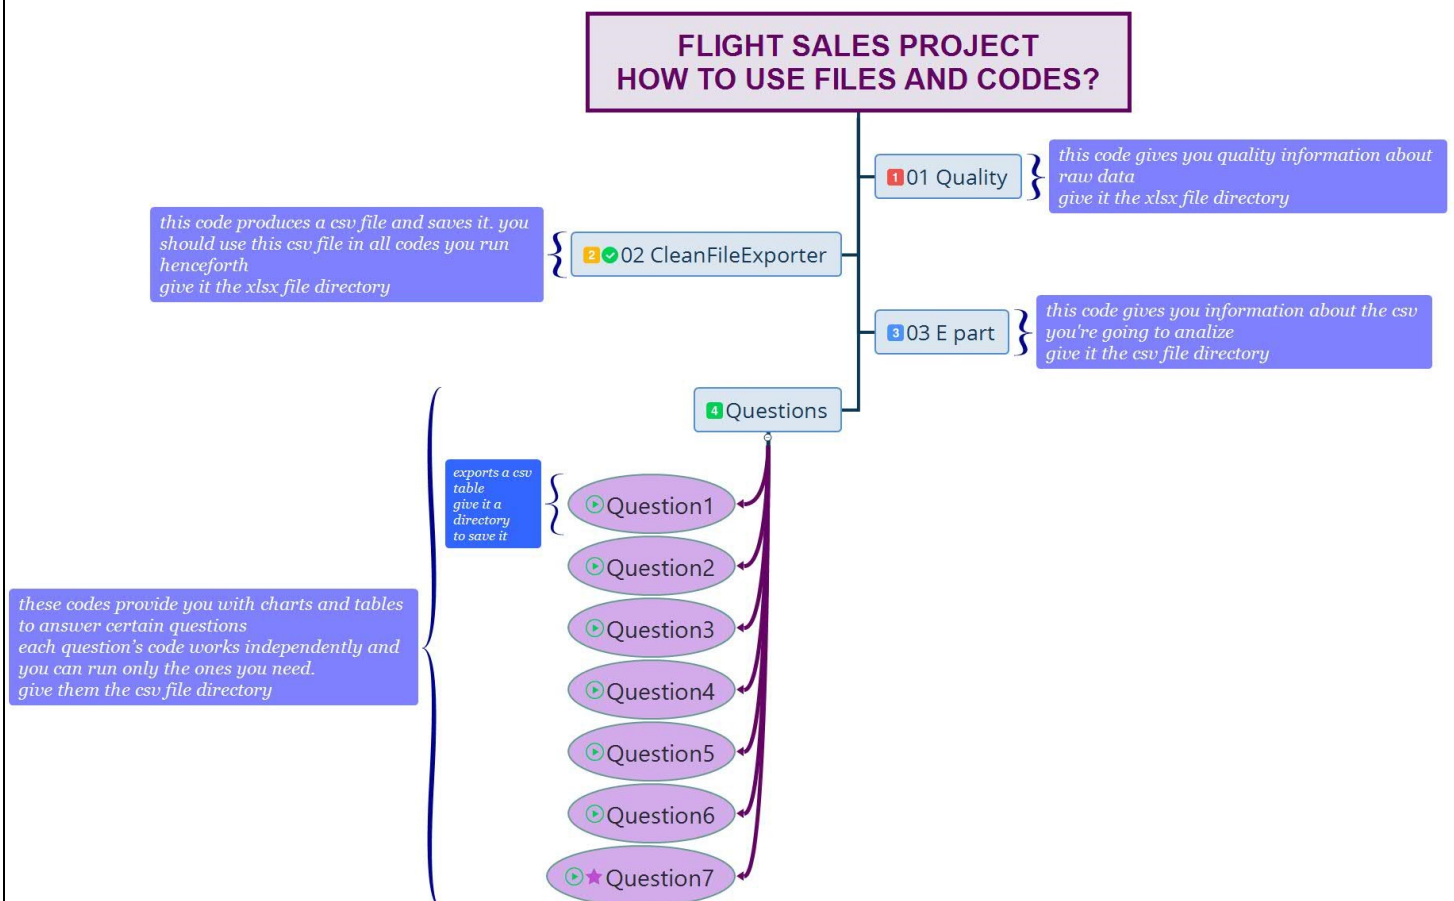 FLIGHT SALES PROJECT
HOW TO USE FILES AND CODES?
1 01 Quality
this code gives you quality information about
raw data
give it the xlsx file directory
this code produces a csv file and saves it. you
should use this csv file in all codes you run
henceforth
give it the xlsx file directory
2 02 CleanFileExporter
3 03 E part
this code gives you information about the csv
you're going to analize
give it the csv file directory
4 Questions
exports a csv
table
give it a
directory
to save it
Question1
Question2
Question3
these codes provide you with charts and tables
to answer certain questions
each question's code works independently and
you can run only the ones you need.
give them the csv file directory
Question4
Question5
Question6
Question7